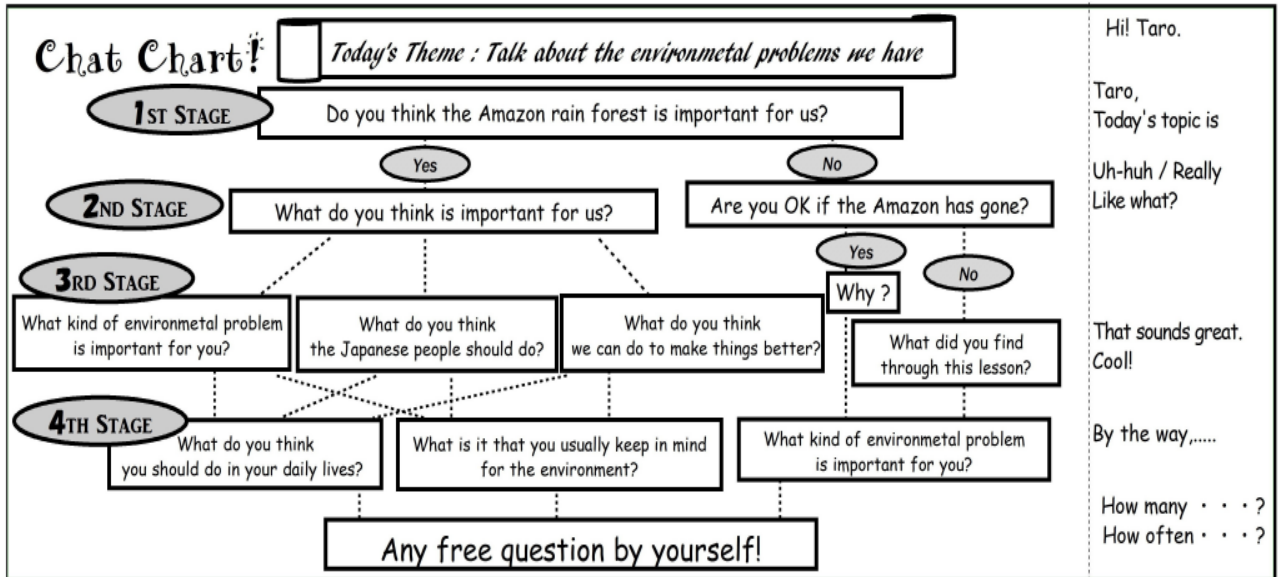 Chat Chart!
Today's Theme : Talk about the environmetal problems we have
1ST STAGE
Do you think the Amazon rain forest is important for us?
Yes
No
2ND STAGE
What do you think is important for us?
Are you OK if the Amazon has gone?
Yes
No
3RD STAGE
What kind of environmetal problem
is important for you?
What do you think
the Japanese people should do?
What do you think
we can do to make things better?
Why ?
What did you find
through this lesson?
4TH STAGE
What do you think
you should do in your daily lives?
What is it that you usually keep in mind
for the environment?
What kind of environmetal problem
is important for you?
Any free question by yourself!
Hi! Taro.
Taro,
Today's topic is
Uh-huh / Really
Like what?
That sounds great.
Cool!
By the way,.....
How many ・・・?
How often ・・・?